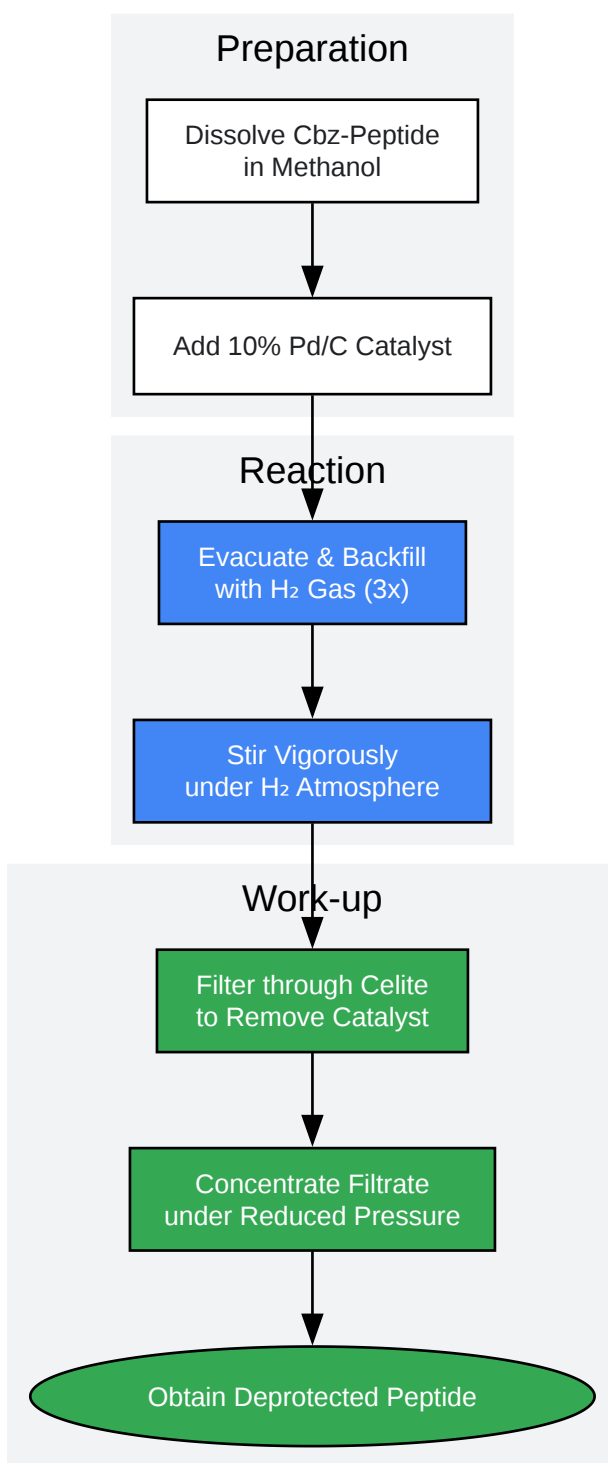 Preparation
Dissolve Cbz-Peptide
in Methanol
Add 10% Pd/C Catalyst
Reaction
Evacuate & Backfill
with H₂ Gas (3x)
Stir Vigorously
under H₂ Atmosphere
Work-up
Filter through Celite
to Remove Catalyst
Concentrate Filtrate
under Reduced Pressure
Obtain Deprotected Peptide